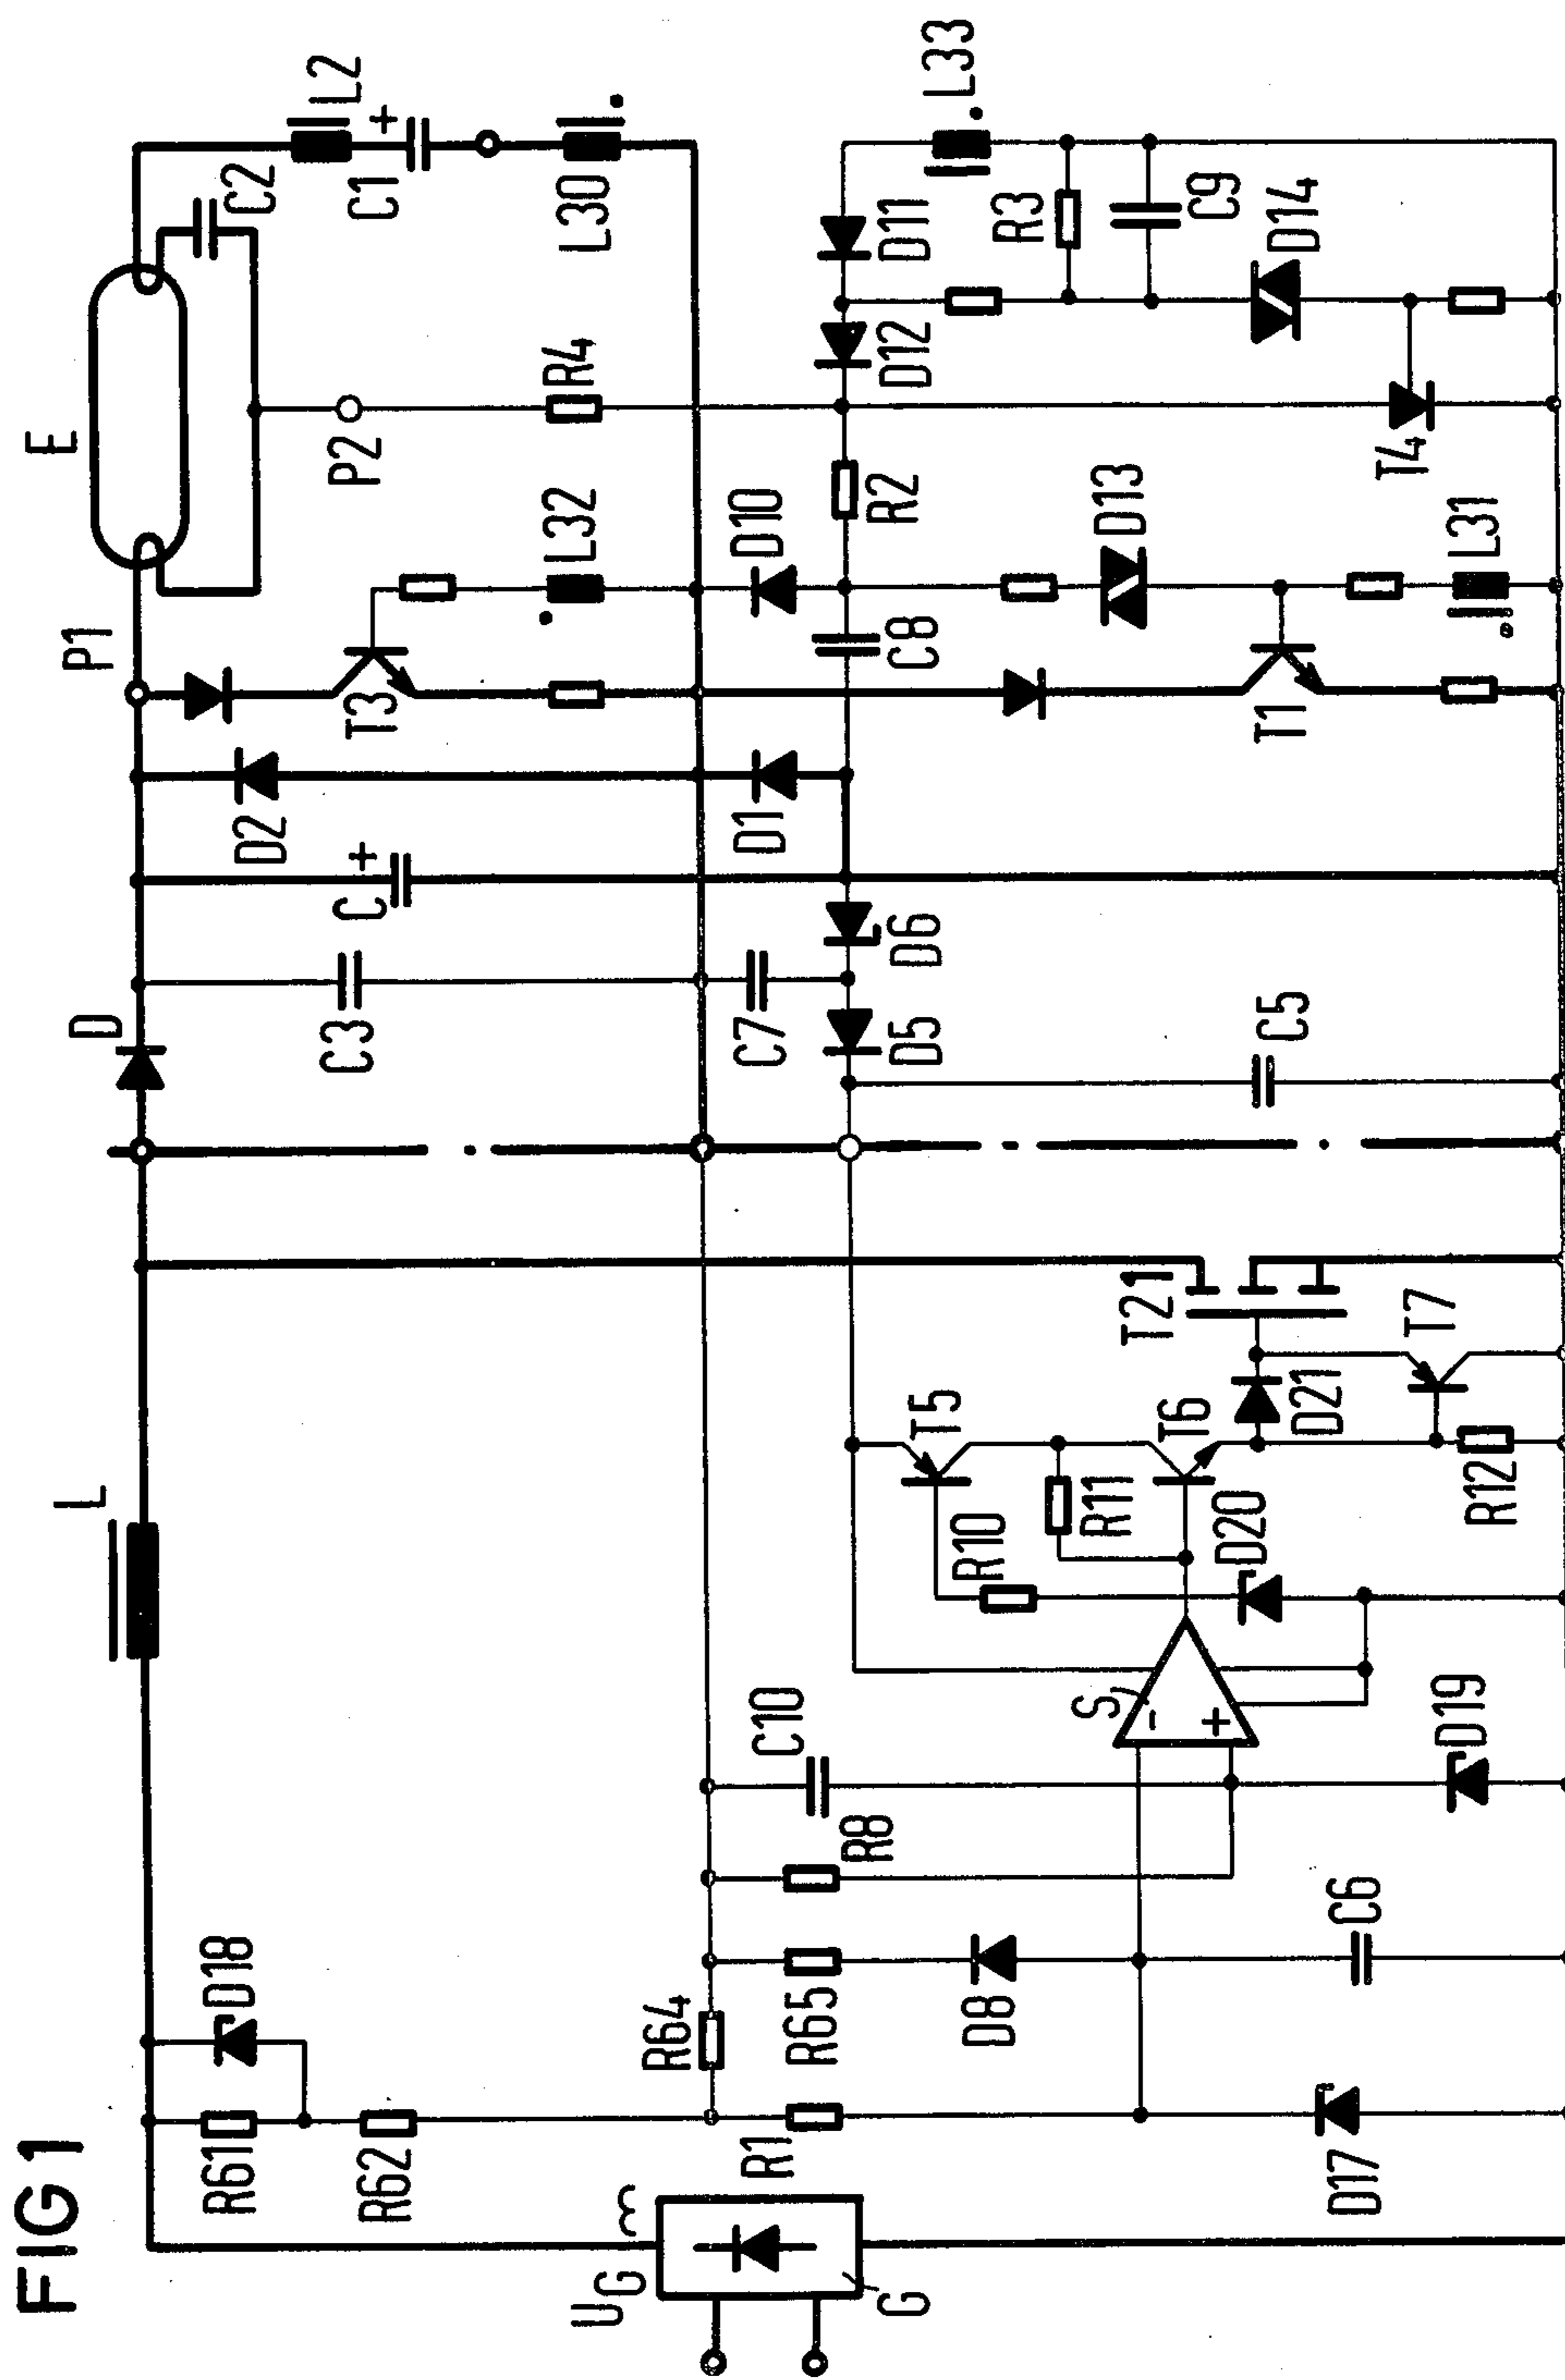 FIG 1
UG
G
R61
D18
R62
R64
R1
R65
R8
C10
D8
D17
C6
D19
S
-
+
L
R10
T5
R11
T6
D20
D21
R12
T21
T7
D
C3
C7
D5
D6
C5
C +
D2
D1
P1
T3
L32
D10
C8
R2
D13
T1
L31
E
P2
R4
D12
D11
T4
D14
R3
C9
C2
L2
C1 +
L30
L33